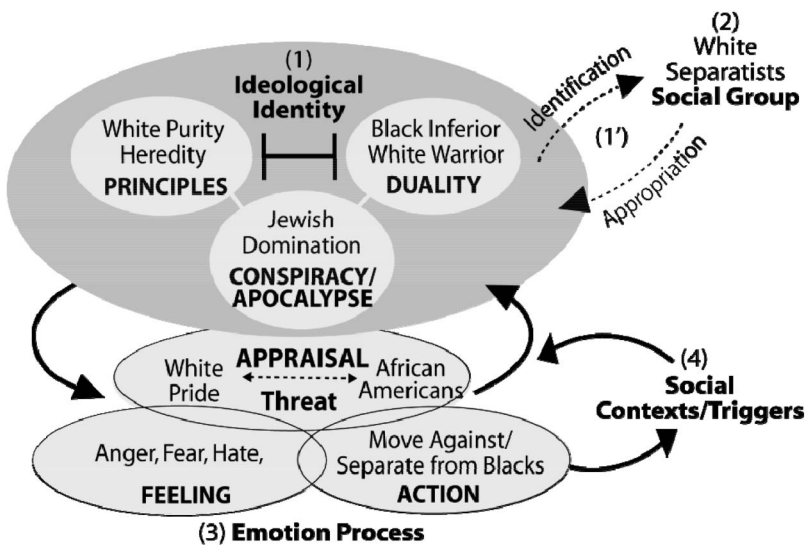 (1)
Ideological
Identity
White Purity
Heredity
PRINCIPLES
Black Inferior
White Warrior
DUALITY
Jewish
Domination
CONSPIRACY/
APOCALYPSE
Identification
(1')
Appropriation
(2)
White
Separatists
Social Group
White
Pride
APPRAISAL
Threat
African
Americans
Anger, Fear, Hate,
FEELING
Move Against/
Separate from Blacks
ACTION
(3) Emotion Process
(4)
Social
Contexts/Triggers